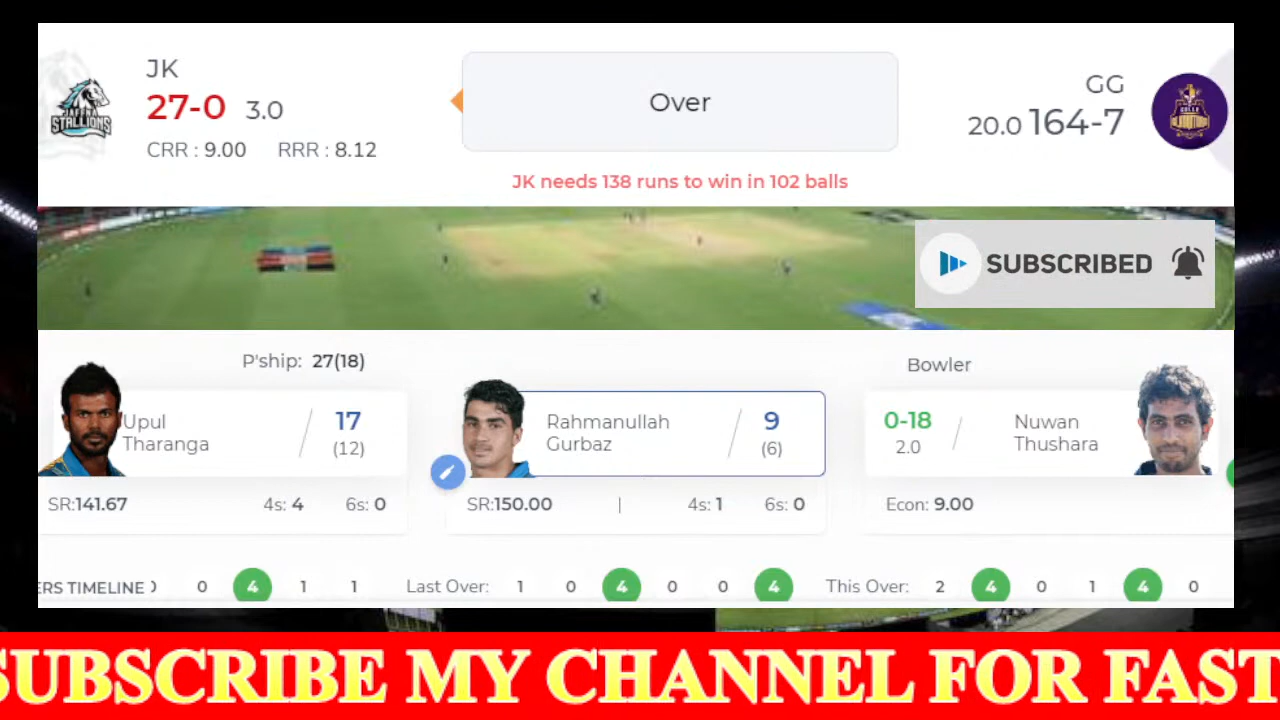 JK
27-0 3.0
CRR : 9.00 RRR : 8.12
JAFFNA
STALLIONS
Over
JK needs 138 runs to win in 102 balls
GG
20.0 164-7
GALLE
SUBSCRIBED
P'ship: 27(18)
Upul
Tharanga
17
(12)
SR:141.67 4s: 4 6s: 0
Rahmanullah
Gurbaz
9
(6)
SR:150.00 | 4s: 1 6s: 0
Bowler
0-18
2.0
Nuwan
Thushara
Econ: 9.00
ERS TIMELINE 0 4 1 1 Last Over: 1 0 4 0 0 4 This Over: 2 4 0 1 4 0
SUBSCRIBE MY CHANNEL FOR FAST